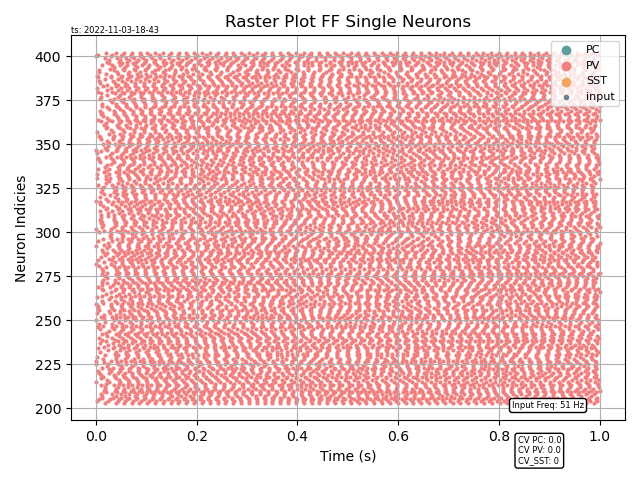 Raster Plot FF Single Neurons
ts: 2022-11-03-18-43
PC
PV
SST
input
400
375
350
325
300
275
250
225
200
Neuron Indicies
Input Freq: 51 Hz
0.0 0.2 0.4 0.6 0.8 1.0
Time (s)
CV PC: 0.0
CV PV: 0.0
CV_SST: 0